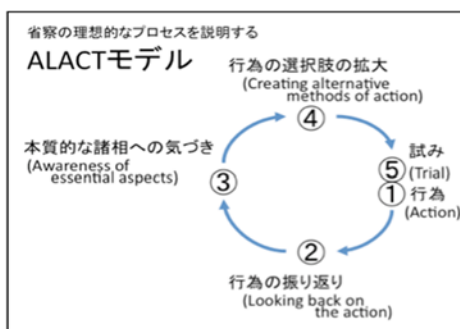 省察の理想的なプロセスを説明する
ALACTモデル
行為の選択肢の拡大
(Creating alternative
methods of action)
④
本質的な諸相への気づき
(Awareness of
essential aspects)
③
試み
⑤(Trial)
①行為
(Action)
②
行為の振り返り
(Looking back on
the action)